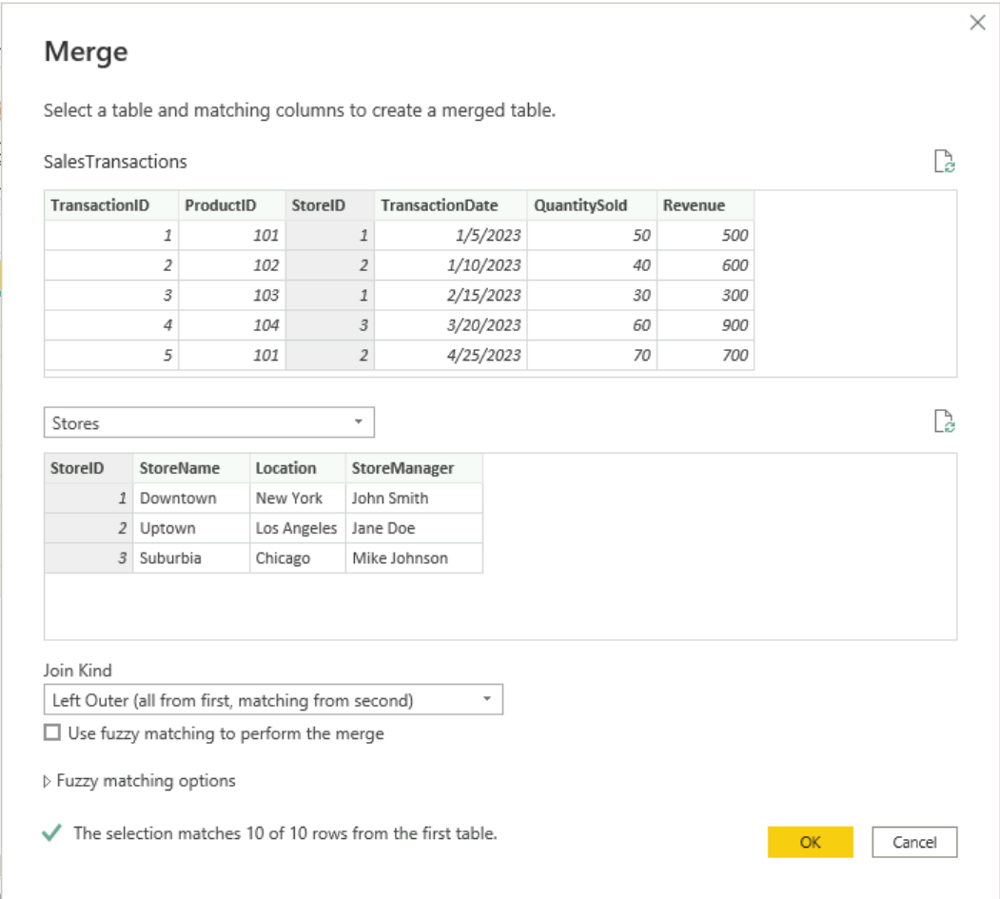 Merge
Select a table and matching columns to create a merged table.
SalesTransactions
TransactionID ProductID StoreID TransactionDate QuantitySold Revenue
1 101 1 1/5/2023 50 500
2 102 2 1/10/2023 40 600
3 103 1 2/15/2023 30 300
4 104 3 3/20/2023 60 900
5 101 2 4/25/2023 70 700
Stores
StoreID StoreName Location StoreManager
1 Downtown New York John Smith
2 Uptown Los Angeles Jane Doe
3 Suburbia Chicago Mike Johnson
Join Kind
Left Outer (all from first, matching from second)
Use fuzzy matching to perform the merge
Fuzzy matching options
The selection matches 10 of 10 rows from the first table.
OK Cancel